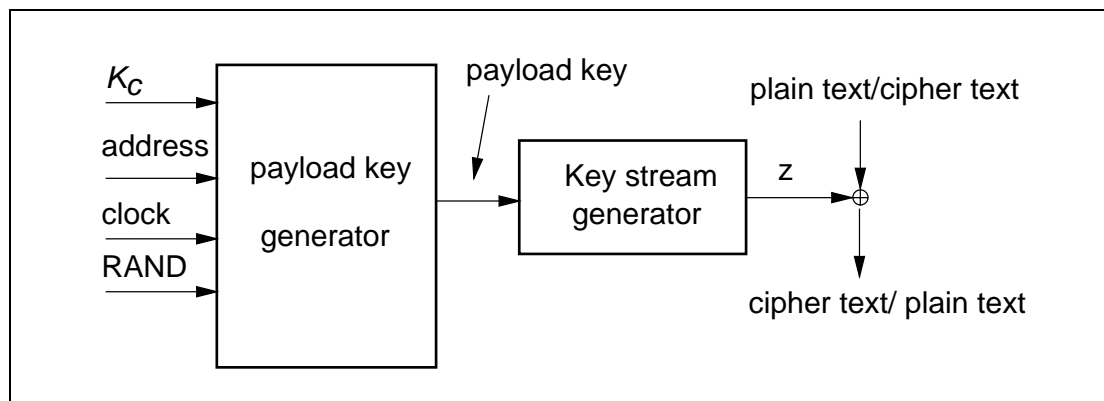 Kc
address
clock
RAND
payload key
generator
payload key
Key stream
generator
z
plain text/cipher text
cipher text/ plain text